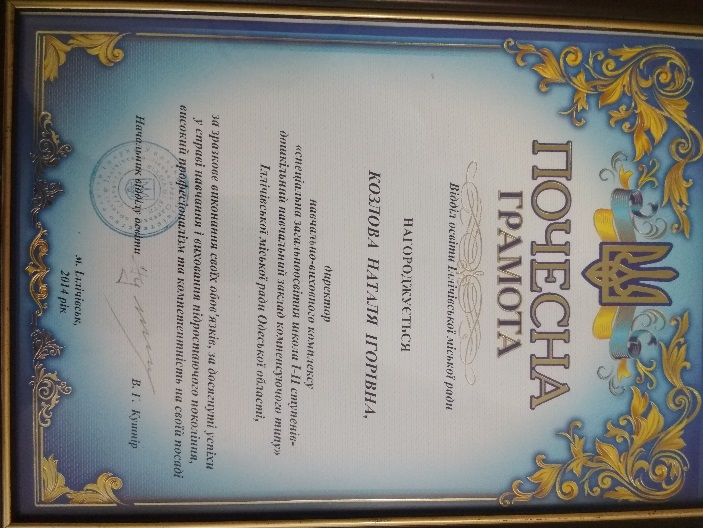 ПОЧЕСНА
ГРАМОТА
Відділ освіти Іллічівської міської ради
НАГОРОДЖУЄТЬСЯ
КОЗЛОВА НАТАЛЯ ІГОРІВНА,
директор
навчально-виховного комплексу
«спеціальна загальноосвітня школа І-ІІ ступенів-
дошкільний навчальний заклад компенсуючого типу»
Іллічівської міської ради Одеської області,
за зразкове виконання своїх обов'язків, за досягнуті успіхи
у справі навчання і виховання підростаючого покоління,
високий професіоналізм та компетентність на своїй посаді
Начальник відділу освіти В. Г. Кушнір
м. Іллічівськ,
2014 рік